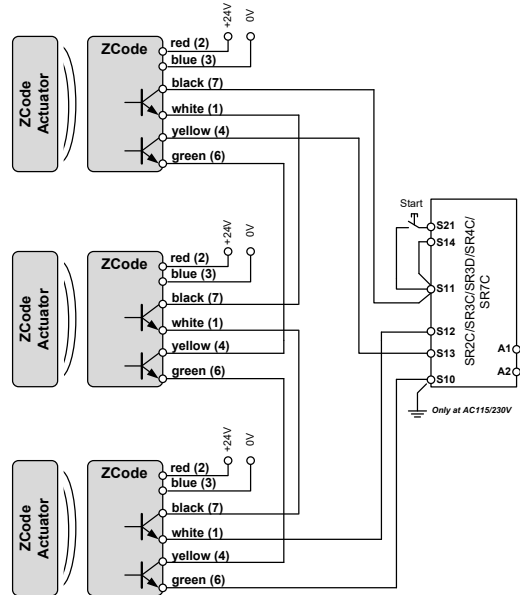 +24V
0V
ZCode
Actuator
ZCode
red (2)
blue (3)
black (7)
white (1)
yellow (4)
green (6)
+24V
0V
ZCode
Actuator
ZCode
red (2)
blue (3)
black (7)
white (1)
yellow (4)
green (6)
+24V
0V
ZCode
Actuator
ZCode
red (2)
blue (3)
black (7)
white (1)
yellow (4)
green (6)
Start
S21
S14
S11
S12
S13
S10
SR2C/SR3C/SR3D/SR4C/
SR7C
A1
A2
Only at AC115/230V